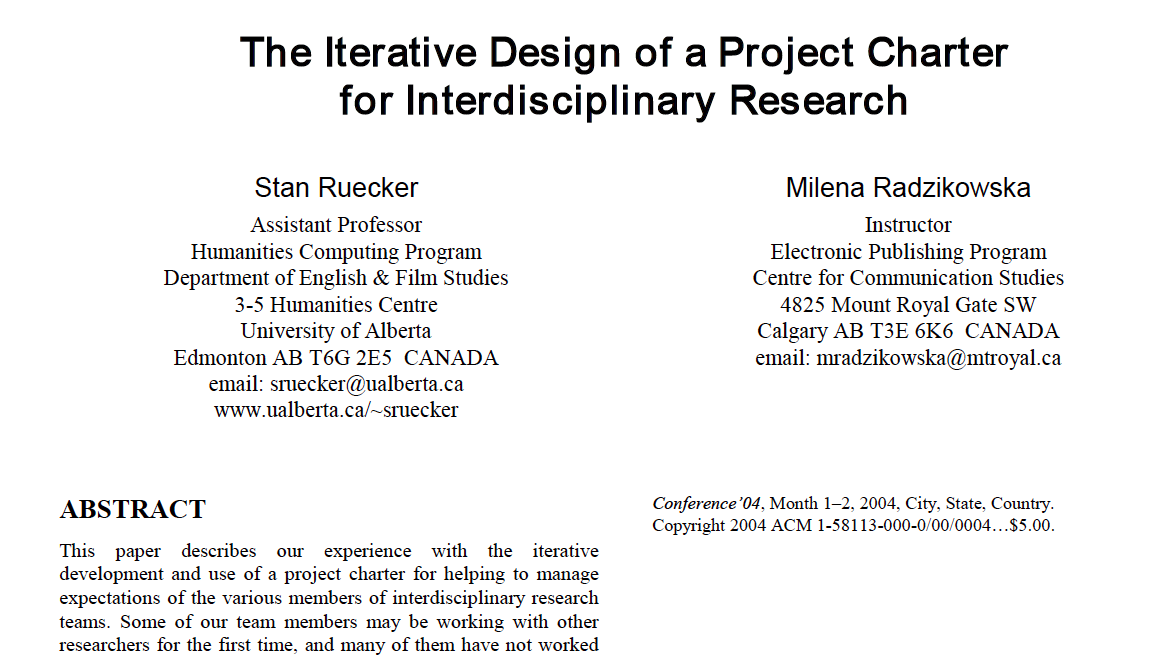 The Iterative Design of a Project Charter
for Interdisciplinary Research
Stan Ruecker
Assistant Professor
Humanities Computing Program
Department of English & Film Studies
3-5 Humanities Centre
University of Alberta
Edmonton AB T6G 2E5  CANADA
email: sruecker@ualberta.ca
www.ualberta.ca/~sruecker
Milena Radzikowska
Instructor
Electronic Publishing Program
Centre for Communication Studies
4825 Mount Royal Gate SW
Calgary AB T3E 6K6  CANADA
email: mradzikowska@mtroyal.ca
ABSTRACT
This paper describes our experience with the iterative
development and use of a project charter for helping to manage
expectations of the various members of interdisciplinary research
teams. Some of our team members may be working with other
researchers for the first time, and many of them have not worked
Conference’04, Month 1–2, 2004, City, State, Country.
Copyright 2004 ACM 1-58113-000-0/00/0004…$5.00.